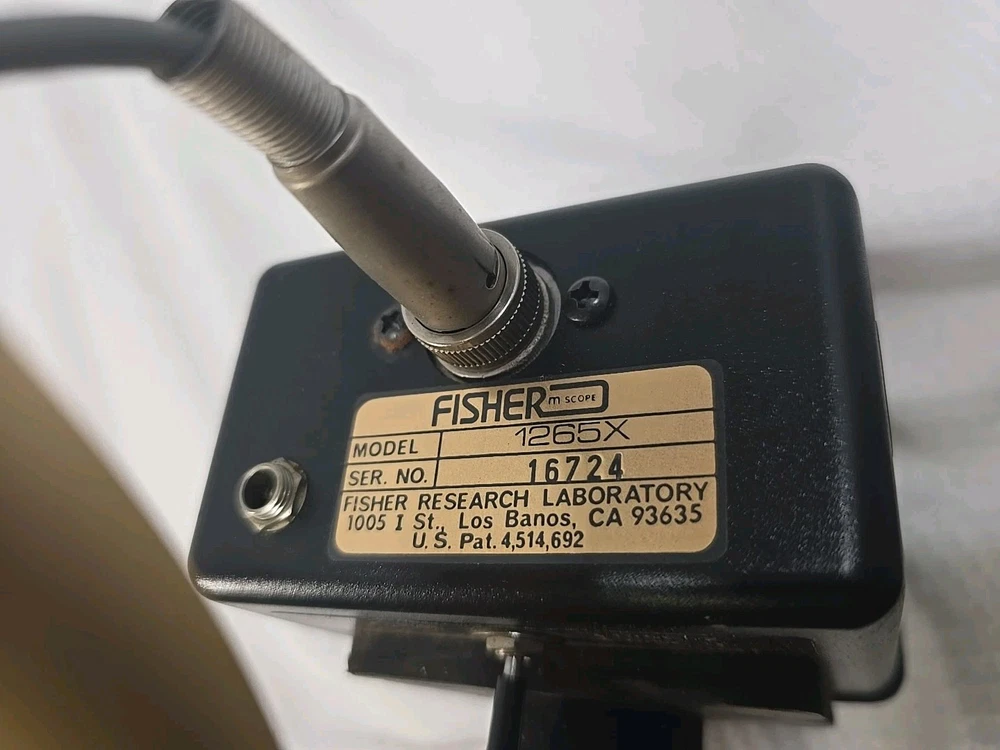 FISHER m SCOPE
MODEL 1265X
SER. NO. 16724
FISHER RESEARCH LABORATORY
1005 I St., Los Banos, CA 93635
U.S. Pat. 4,514,692